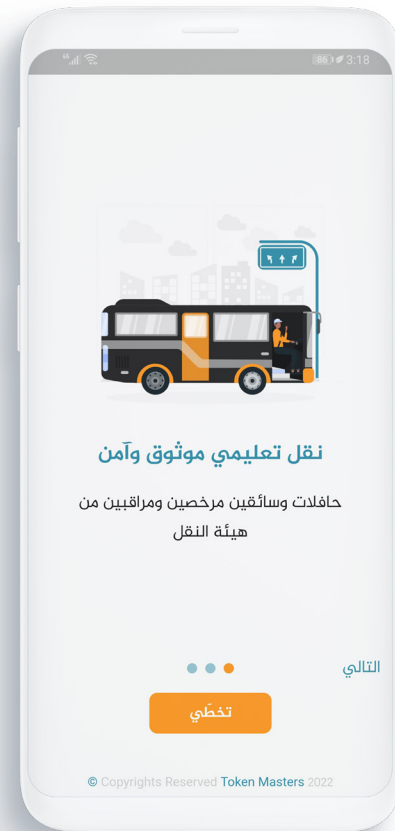 86 3:18
نقل تعليمي موثوق وآمن
حافلات وسائقين مرخصين ومراقبين من
هيئة النقل
التالي
تخطّي
© Copyrights Reserved Token Masters 2022